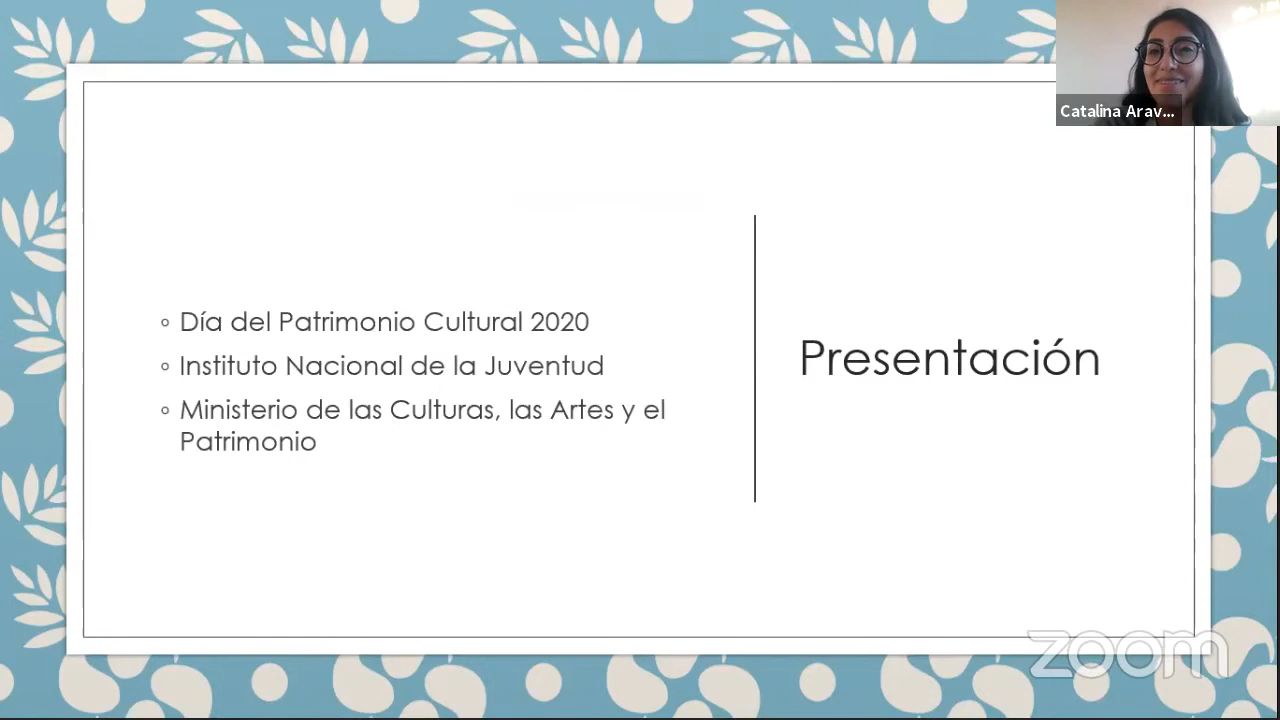 Catalina Arav...
◦ Día del Patrimonio Cultural 2020
◦ Instituto Nacional de la Juventud
◦ Ministerio de las Culturas, las Artes y el
Patrimonio
Presentación
zoom